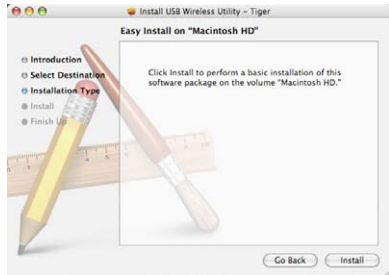 Install USB Wireless Utility - Tiger
Easy Install on "Macintosh HD"
Introduction
Select Destination
Installation Type
Install
Finish Up
Click Install to perform a basic installation of this
software package on the volume "Macintosh HD."
Go Back
Install